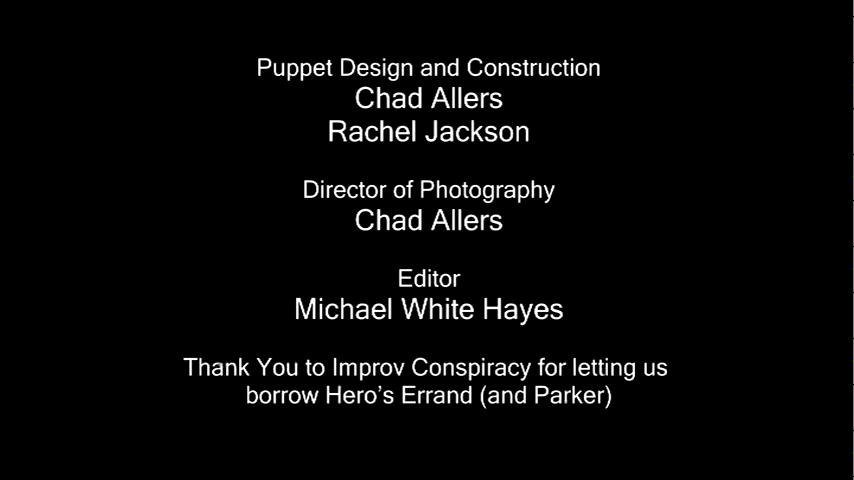 Puppet Design and Construction
Chad Allers
Rachel Jackson
Director of Photography
Chad Allers
Editor
Michael White Hayes
Thank You to Improv Conspiracy for letting us
borrow Hero’s Errand (and Parker)